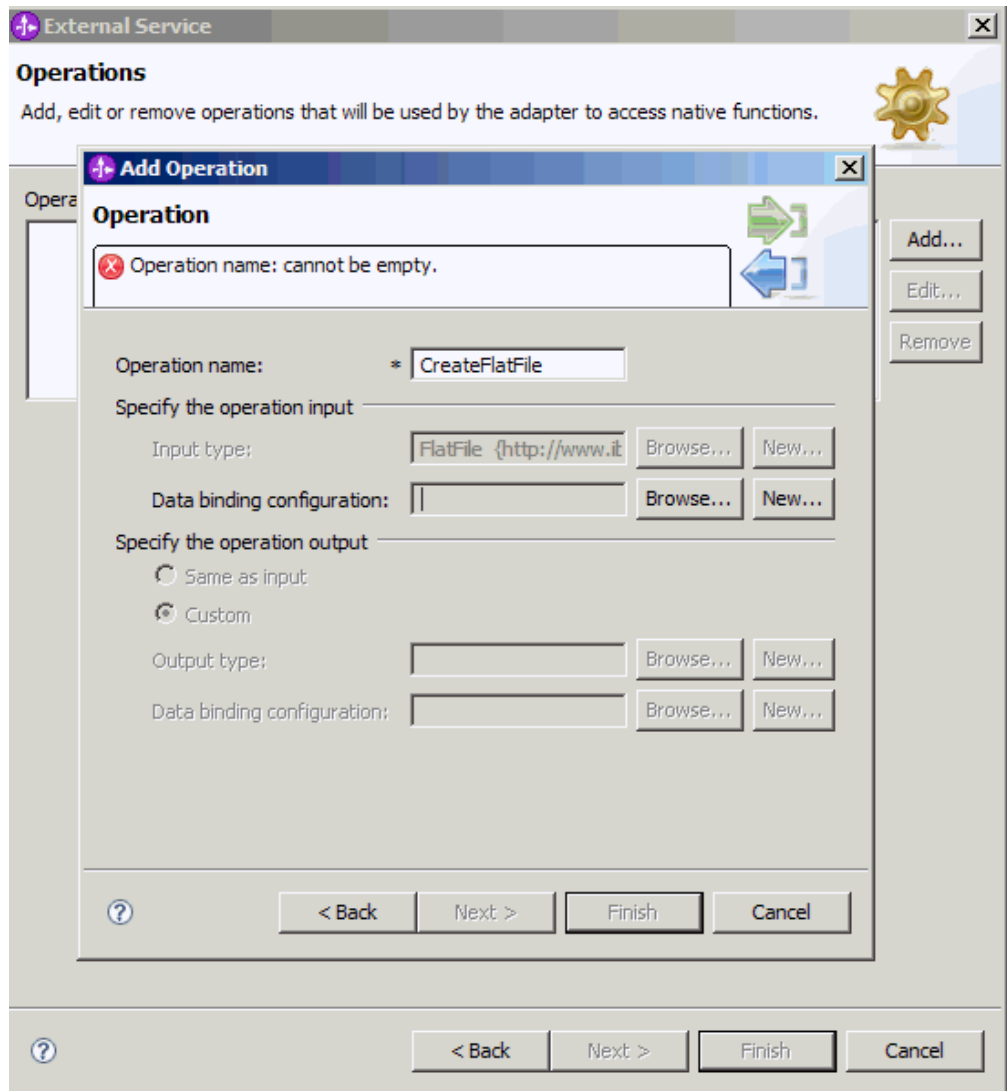 External Service
Operations
Add, edit or remove operations that will be used by the adapter to access native functions.
Add Operation
Opera
Operation
Add...
Operation name: cannot be empty.
Edit...
Remove
Operation name: * CreateFlatFile
Specify the operation input
Input type: FlatFile {http://www.it Browse... New...
Data binding configuration: Browse... New...
Specify the operation output
Same as input
Custom
Output type: Browse... New...
Data binding configuration: Browse... New...
? < Back Next > Finish Cancel
? < Back Next > Finish Cancel